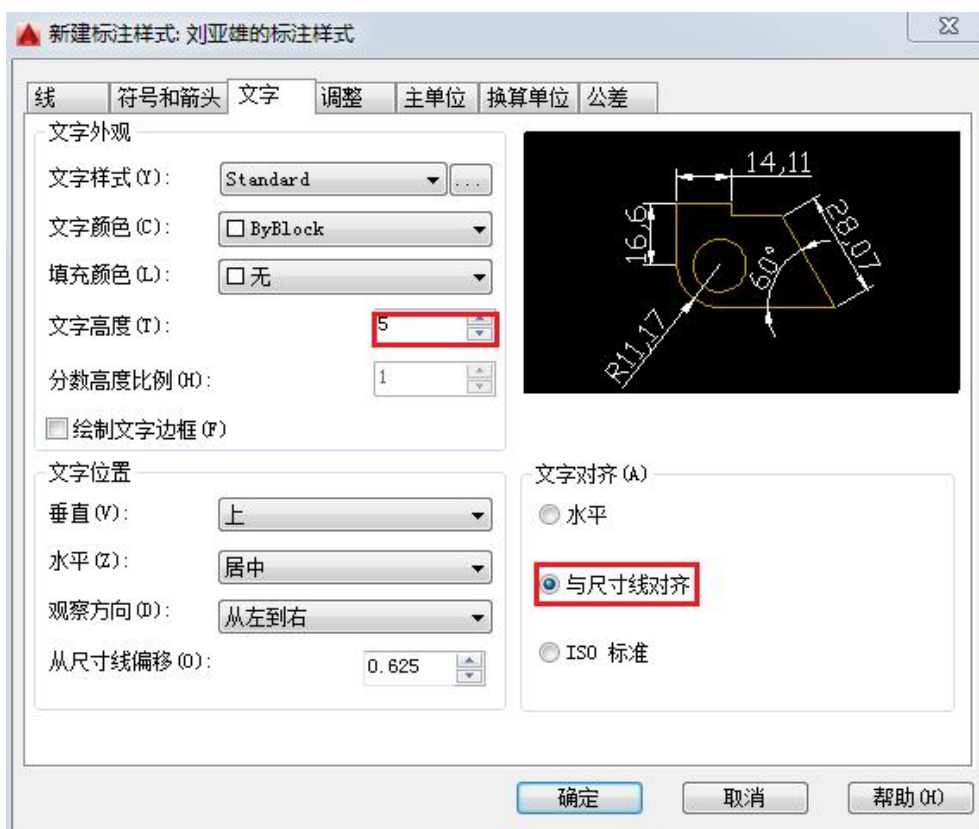 新建标注样式: 刘亚雄的标注样式
线 符号和箭头 文字 调整 主单位 换算单位 公差
文字外观
文字样式(Y): Standard ...
文字颜色(C): ByBlock
填充颜色(L): 无
文字高度(T): 5
分数高度比例(H): 1
绘制文字边框(F)
14,11
16,6
28,07
60°
R11,17
文字位置
垂直(V): 上
水平(Z): 居中
观察方向(D): 从左到右
从尺寸线偏移(O): 0.625
文字对齐(A)
水平
与尺寸线对齐
ISO 标准
确定 取消 帮助(H)